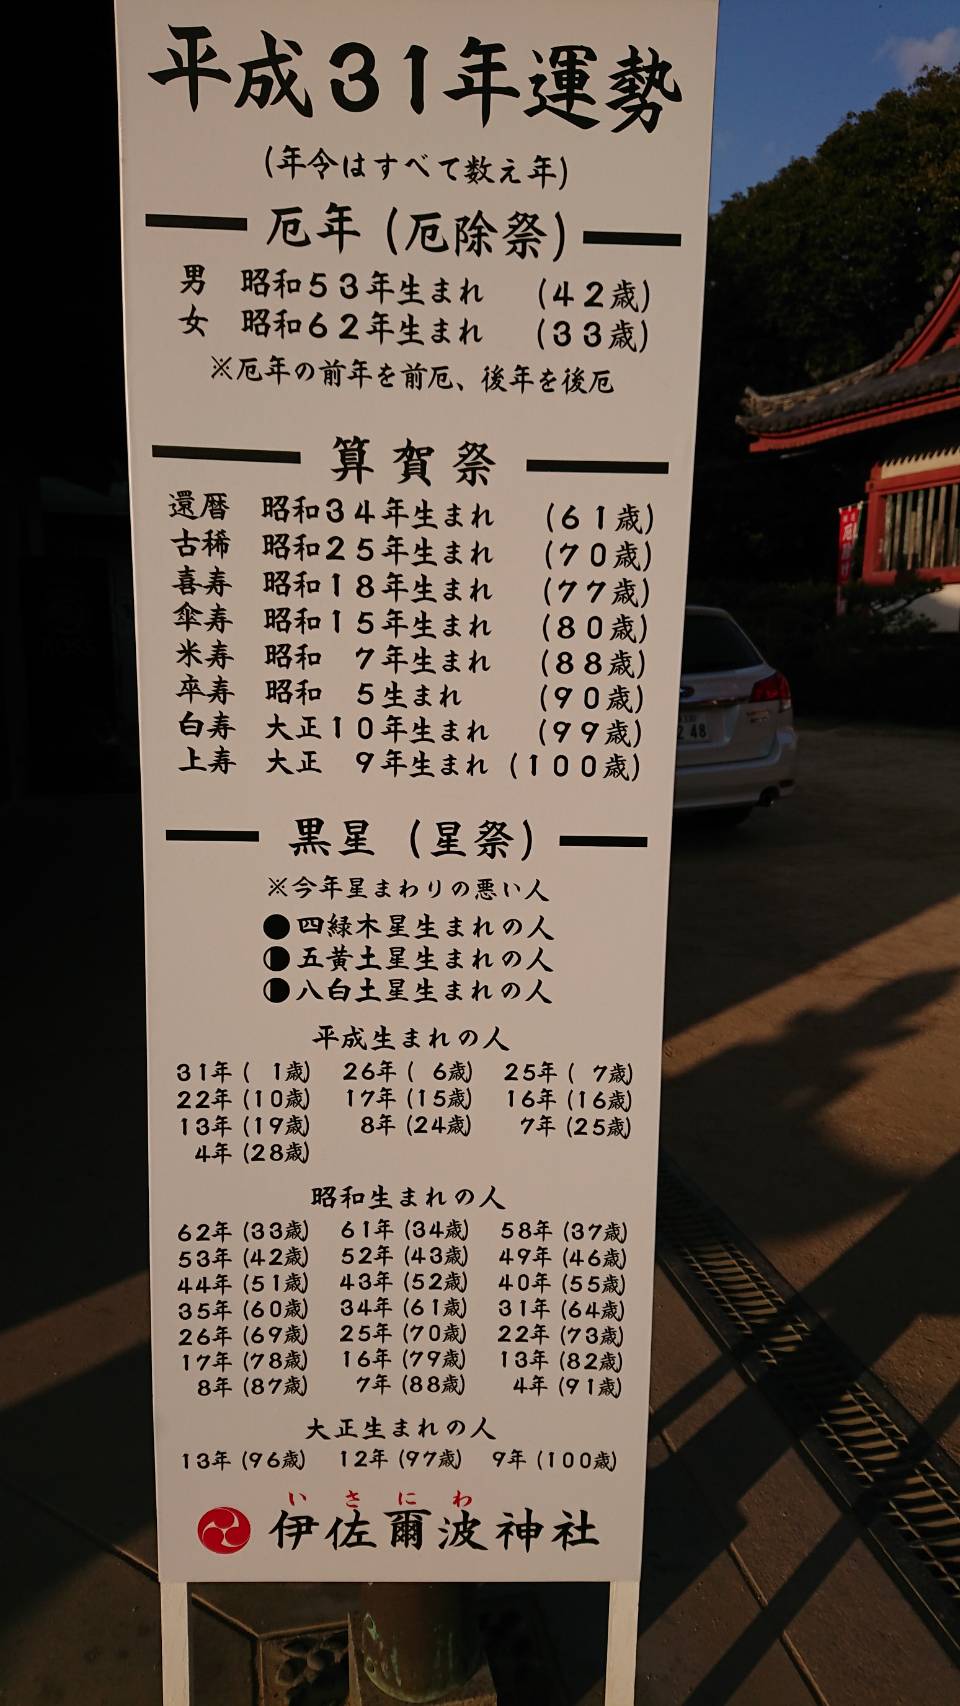 平成31年運勢
(年令はすべて数え年)
厄年(厄除祭)
男 昭和53年生まれ (42歳)
女 昭和62年生まれ (33歳)
※厄年の前年を前厄、後年を後厄
算賀祭
還暦 昭和34年生まれ (61歳)
古稀 昭和25年生まれ (70歳)
喜寿 昭和18年生まれ (77歳)
傘寿 昭和15年生まれ (80歳)
米寿 昭和 7年生まれ (88歳)
卒寿 昭和 5生まれ (90歳)
白寿 大正10年生まれ (99歳)
上寿 大正 9年生まれ (100歳)
黒星(星祭)
※今年星まわりの悪い人
●四緑木星生まれの人
五黄土星生まれの人
八白土星生まれの人
平成生まれの人
31年( 1歳) 26年( 6歳) 25年( 7歳)
22年(10歳) 17年(15歳) 16年(16歳)
13年(19歳) 8年(24歳) 7年(25歳)
4年(28歳)
昭和生まれの人
62年(33歳) 61年(34歳) 58年(37歳)
53年(42歳) 52年(43歳) 49年(46歳)
44年(51歳) 43年(52歳) 40年(55歳)
35年(60歳) 34年(61歳) 31年(64歳)
26年(69歳) 25年(70歳) 22年(73歳)
17年(78歳) 16年(79歳) 13年(82歳)
8年(87歳) 7年(88歳) 4年(91歳)
大正生まれの人
13年(96歳) 12年(97歳) 9年(100歳)
いさにわ
伊佐爾波神社